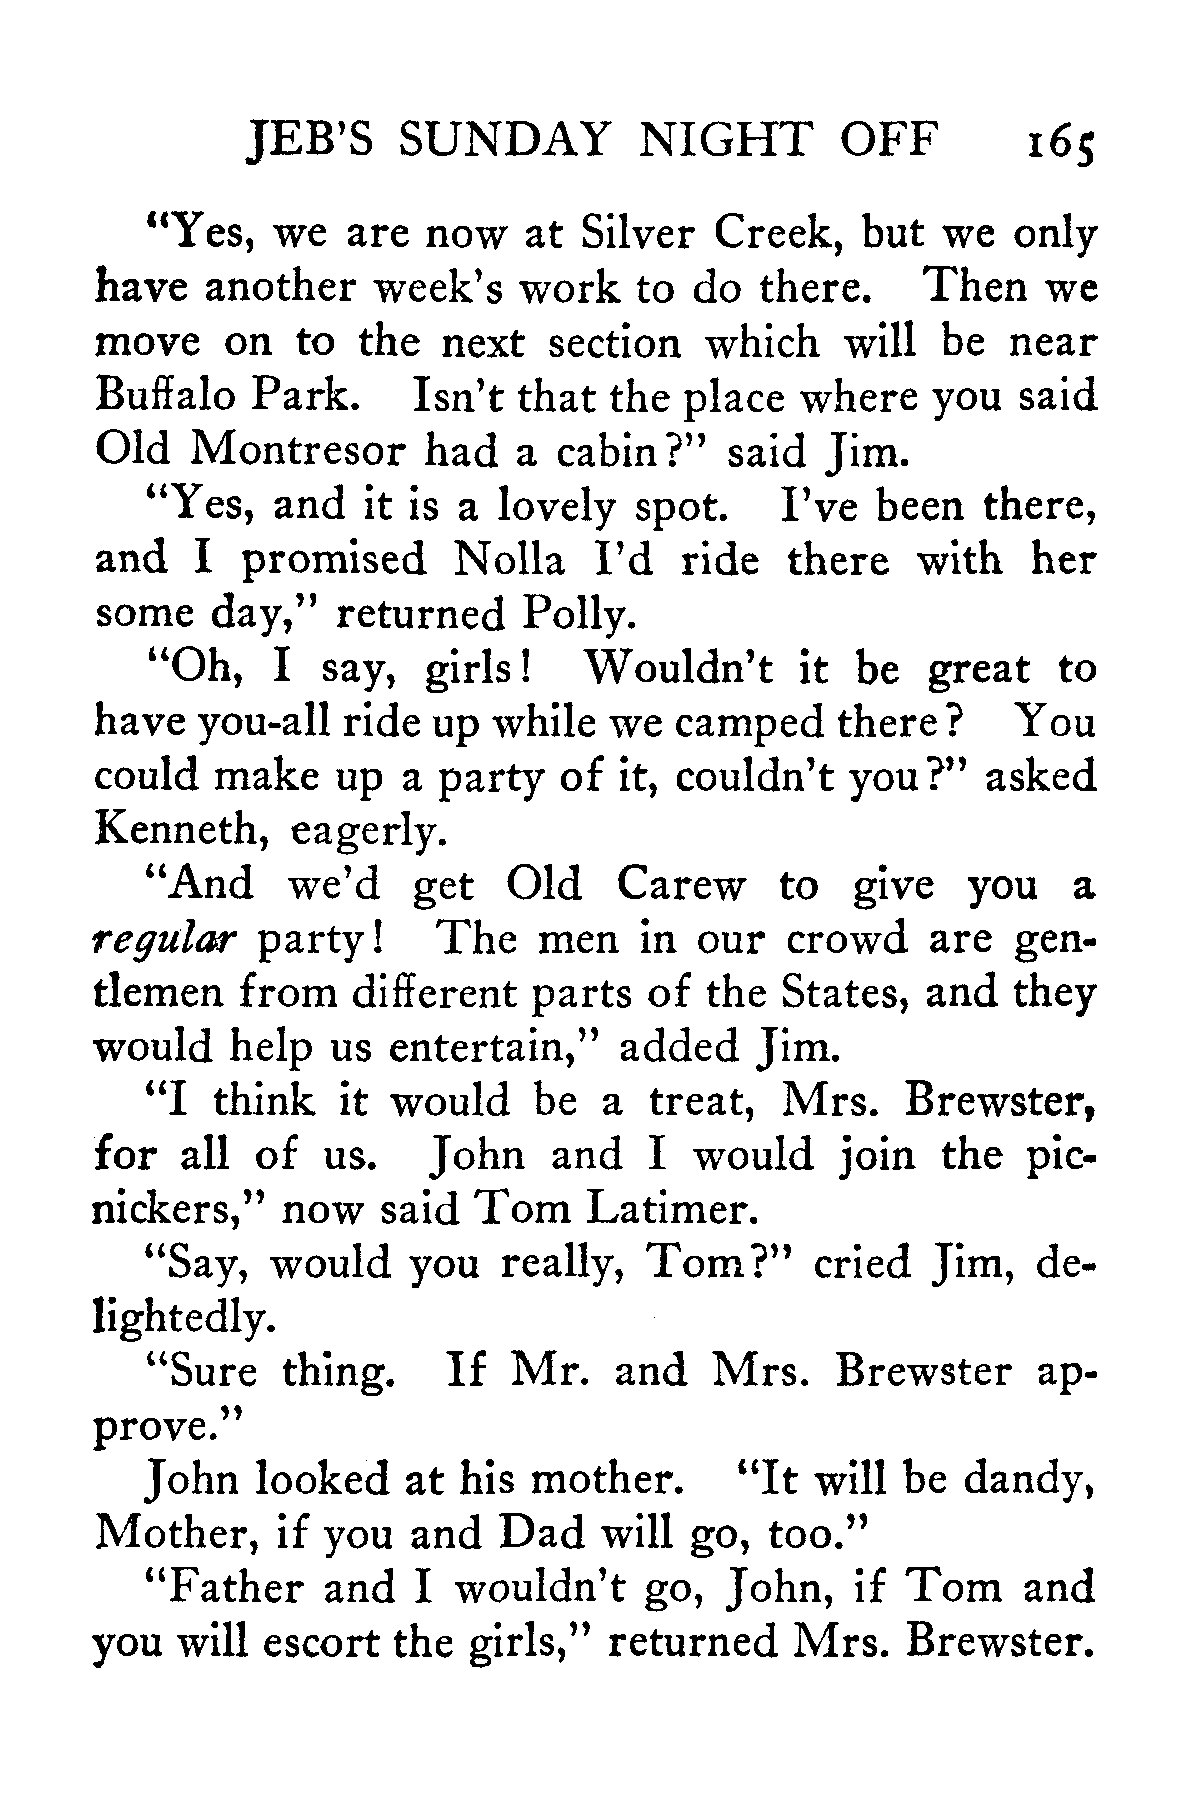 JEB'S SUNDAY NIGHT OFF 165
“Yes, we are now at Silver Creek, but we only
have another week's work to do there. Then we
move on to the next section which will be near
Buffalo Park. Isn't that the place where you said
Old Montresor had a cabin?” said Jim.
“Yes, and it is a lovely spot. I've been there,
and I promised Nolla I'd ride there with her
some day,” returned Polly.
“Oh, I say, girls! Wouldn't it be great to
have you-all ride up while we camped there? You
could make up a party of it, couldn't you?” asked
Kenneth, eagerly.
“And we'd get Old Carew to give you a
regular party! The men in our crowd are gen-
tlemen from different parts of the States, and they
would help us entertain,” added Jim.
“I think it would be a treat, Mrs. Brewster,
for all of us. John and I would join the pic-
nickers,” now said Tom Latimer.
“Say, would you really, Tom?” cried Jim, de-
lightedly.
“Sure thing. If Mr. and Mrs. Brewster ap-
prove.”
John looked at his mother. “It will be dandy,
Mother, if you and Dad will go, too.”
“Father and I wouldn't go, John, if Tom and
you will escort the girls,” returned Mrs. Brewster.